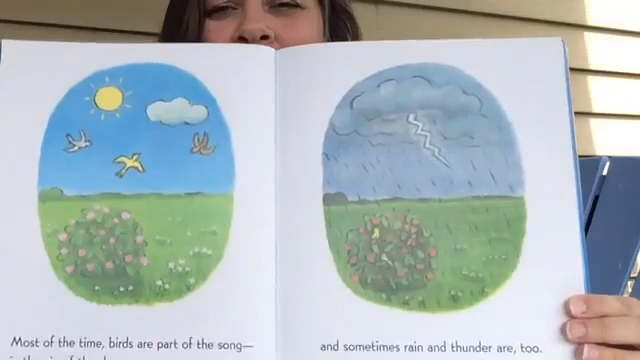 Most of the time, birds are part of the song—
and sometimes rain and thunder are, too.